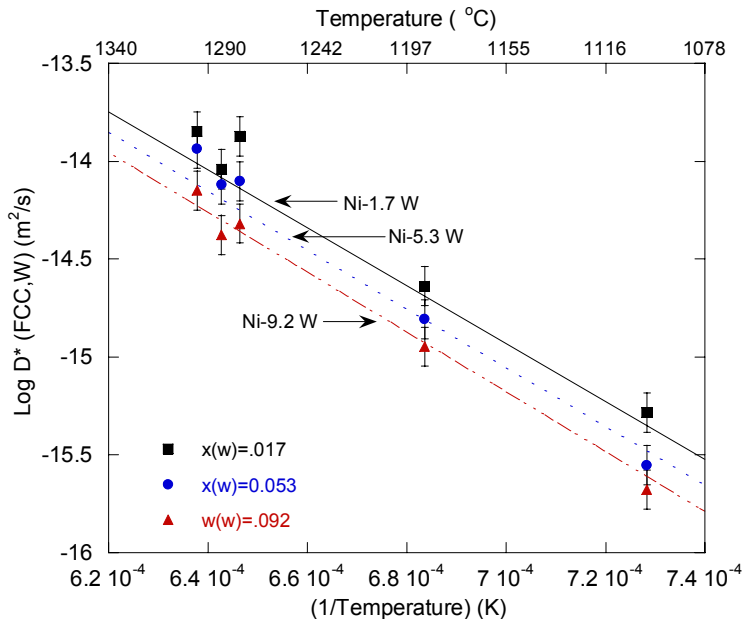 Temperature ( °C)
1340 1290 1242 1197 1155 1116 1078
-13.5
-14
-14.5
-15
-15.5
-16
Log D* (FCC,W) (m²/s)
Ni-1.7 W
Ni-5.3 W
Ni-9.2 W
x(w)=.017
x(w)=0.053
w(w)=.092
6.2 10⁻⁴ 6.4 10⁻⁴ 6.6 10⁻⁴ 6.8 10⁻⁴ 7 10⁻⁴ 7.2 10⁻⁴ 7.4 10⁻⁴
(1/Temperature) (K)